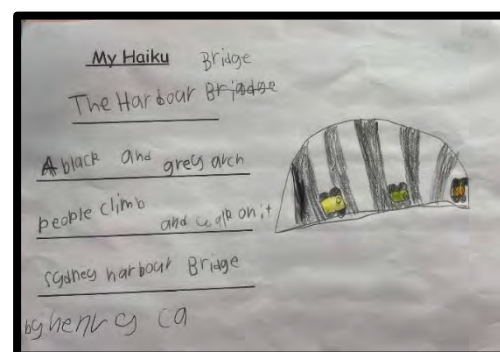 My Haiku Bridge
The Harbour Briadge
A black and grey arch
people climb and walk on it
sydney harbour Bridge
by henry ca